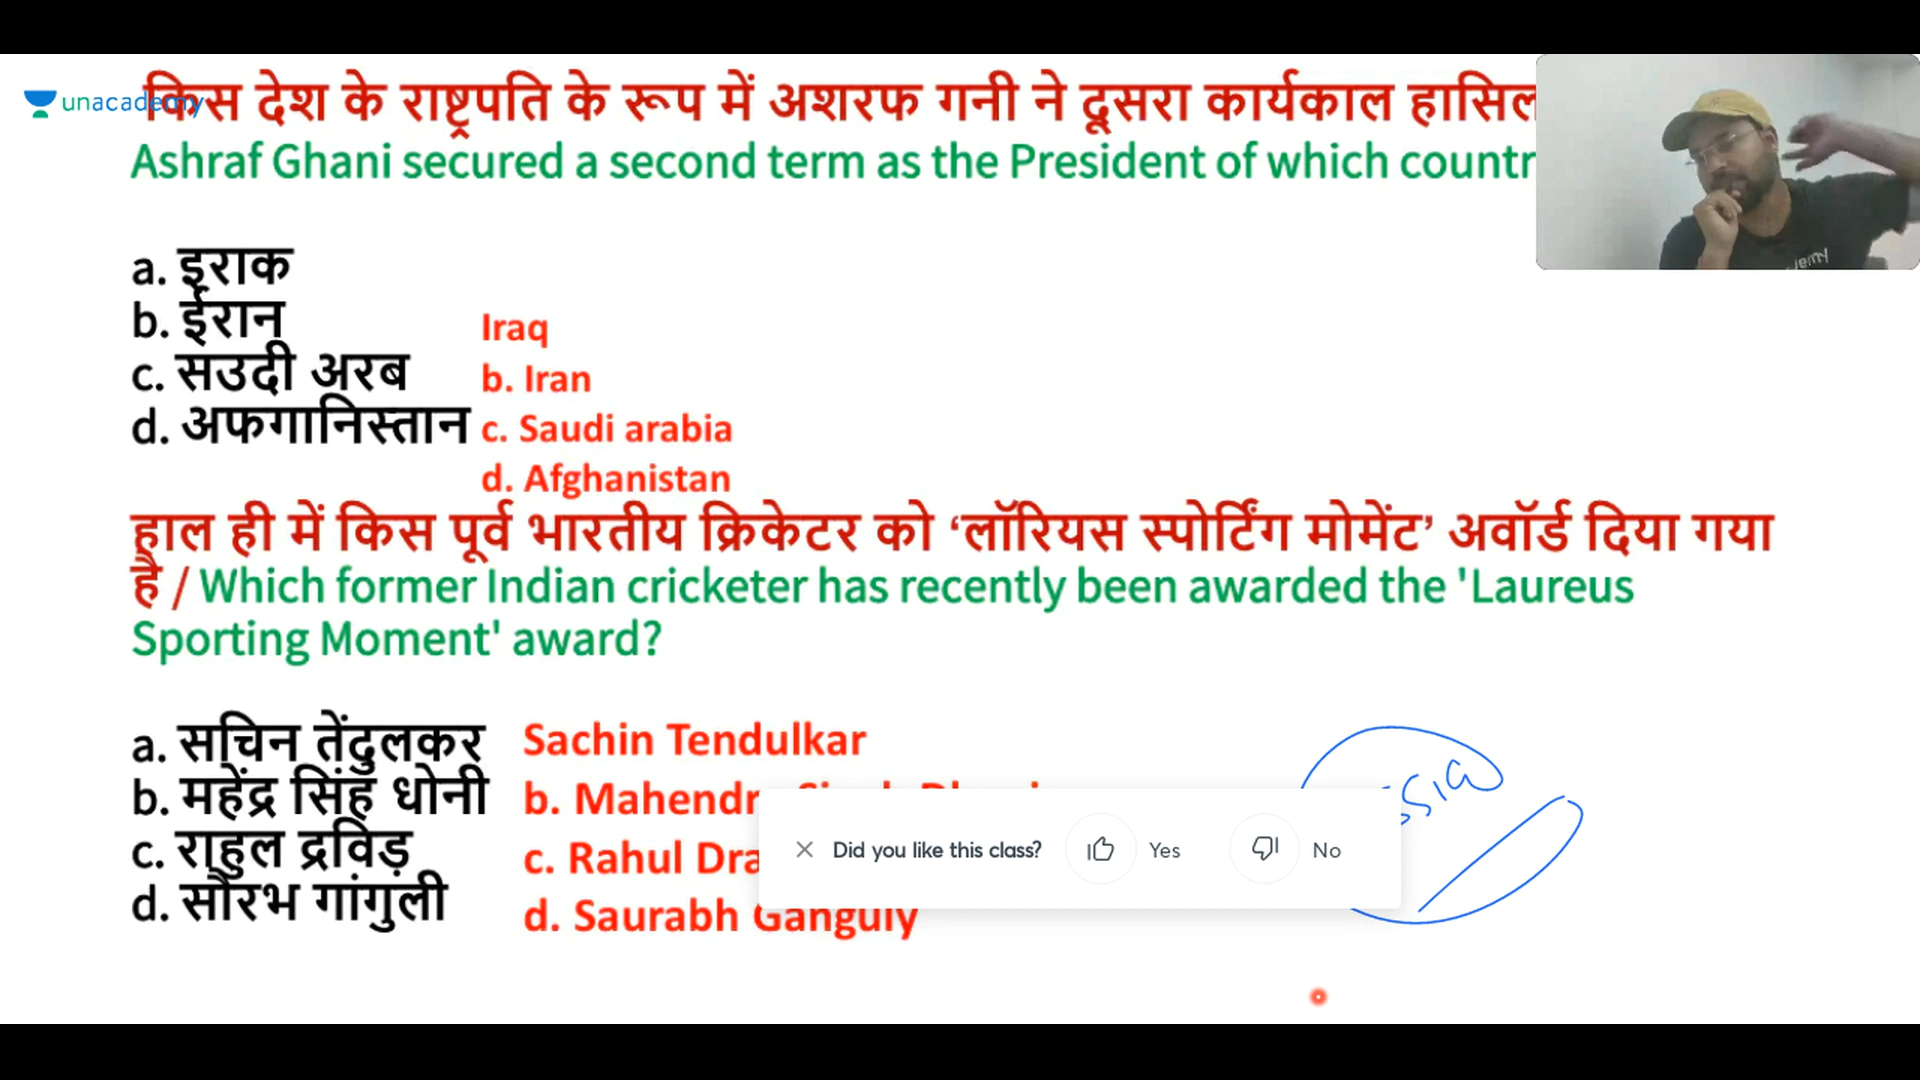 unacademy
किस देश के राष्ट्रपति के रूप में अशरफ गनी ने दूसरा कार्यकाल हासिल
Ashraf Ghani secured a second term as the President of which
a. इराक
b. ईरान
c. सउदी अरब
d. अफगानिस्तान
Iraq
b. Iran
c. Saudi arabia
d. Afghanistan
हाल ही में किस पूर्व भारतीय क्रिकेटर को ‘लॉरियस स्पोर्टिंग मोमेंट’ अवॉर्ड दिया गया
है / Which former Indian cricketer has recently been awarded the 'Laureus
Sporting Moment' award?
a. सचिन तेंदुलकर
b. महेंद्र सिंह धोनी
c. राहुल द्रविड़
d. सौरभ गांगुली
Sachin Tendulkar
b.
c. Rahul
d. Saurabh Ganguly
Did you like this class? Yes No